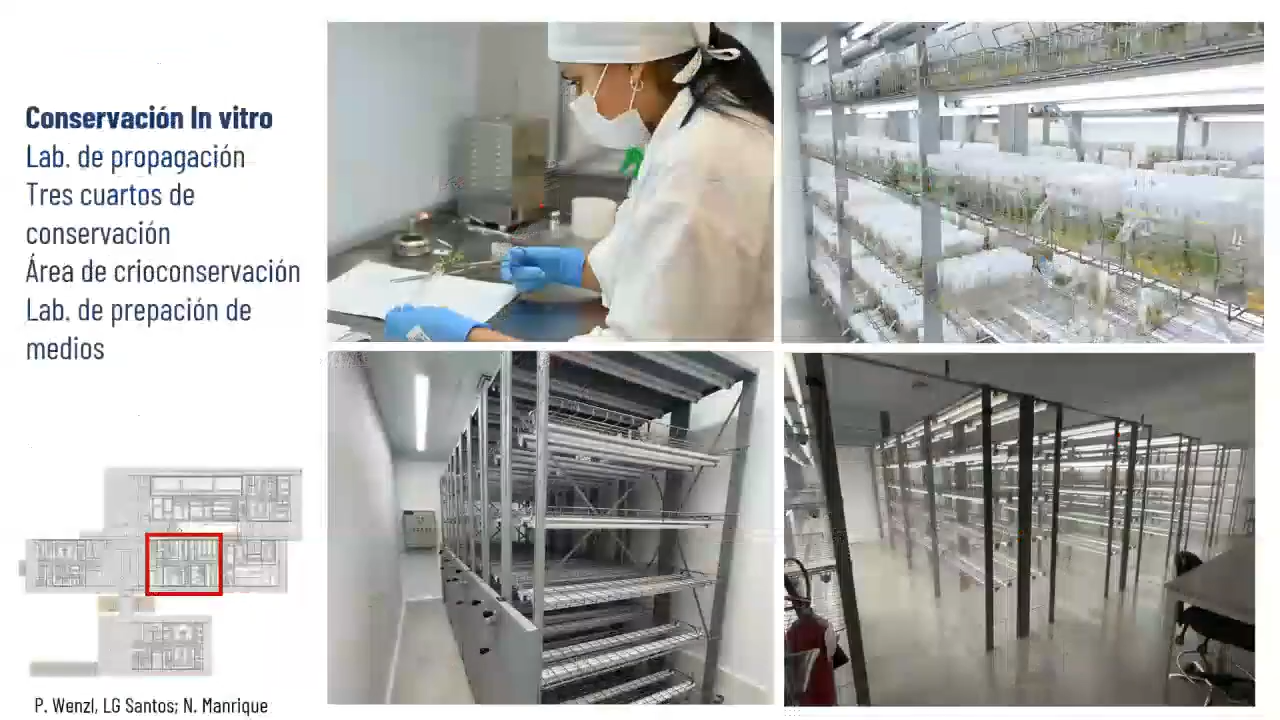 Conservación In vitro
Lab. de propagación
Tres cuartos de
conservación
Área de crioconservación
Lab. de prepación de
medios
P. Wenzl, LG Santos; N. Manrique